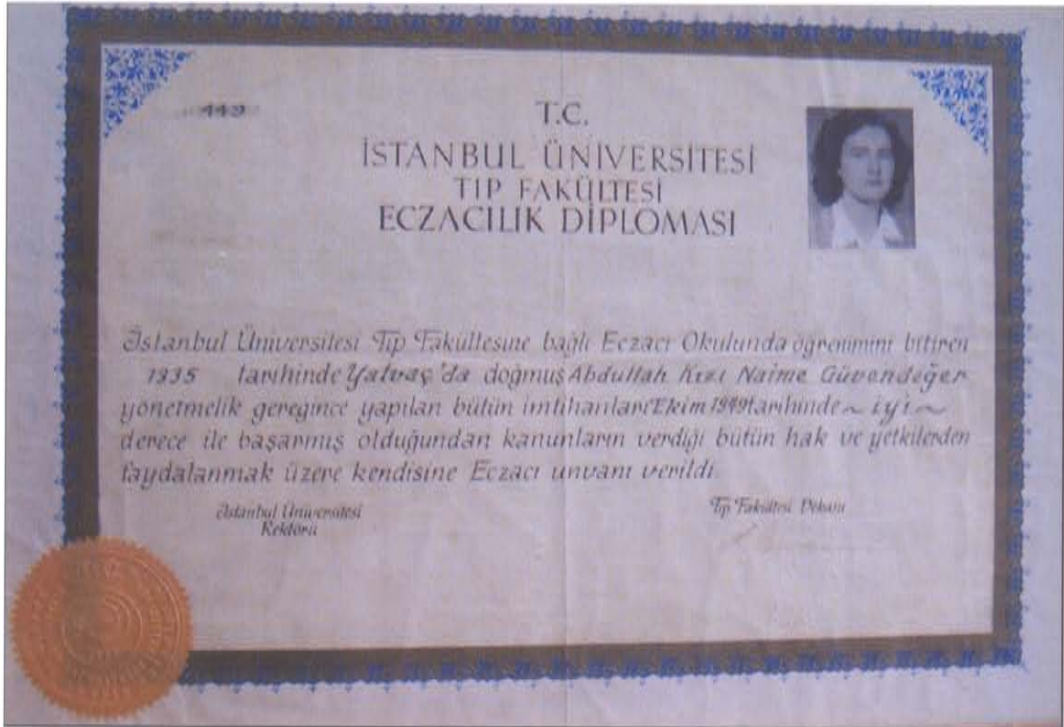 449
T.C.
İSTANBUL ÜNİVERSİTESİ
TIP FAKÜLTESİ
ECZACILIK DİPLOMASI
İstanbul Üniversitesi Tıp Fakültesine bağlı Eczacı Okulunda öğrenimini bitiren
1335 tarihinde Yalvaç'da doğmuş Abdullah Kızı Naime Güvendeğer
yönetmelik gereğince yapılan bütün imtihanları Ekim 1949 tarihinde ~ iyi ~
derece ile başarmış olduğundan kanunların verdiği bütün hak ve yetkilerden
faydalanmak üzere kendisine Eczacı unvanı verildi.
İstanbul Üniversitesi
Rektörü
Tıp Fakültesi Dekanı